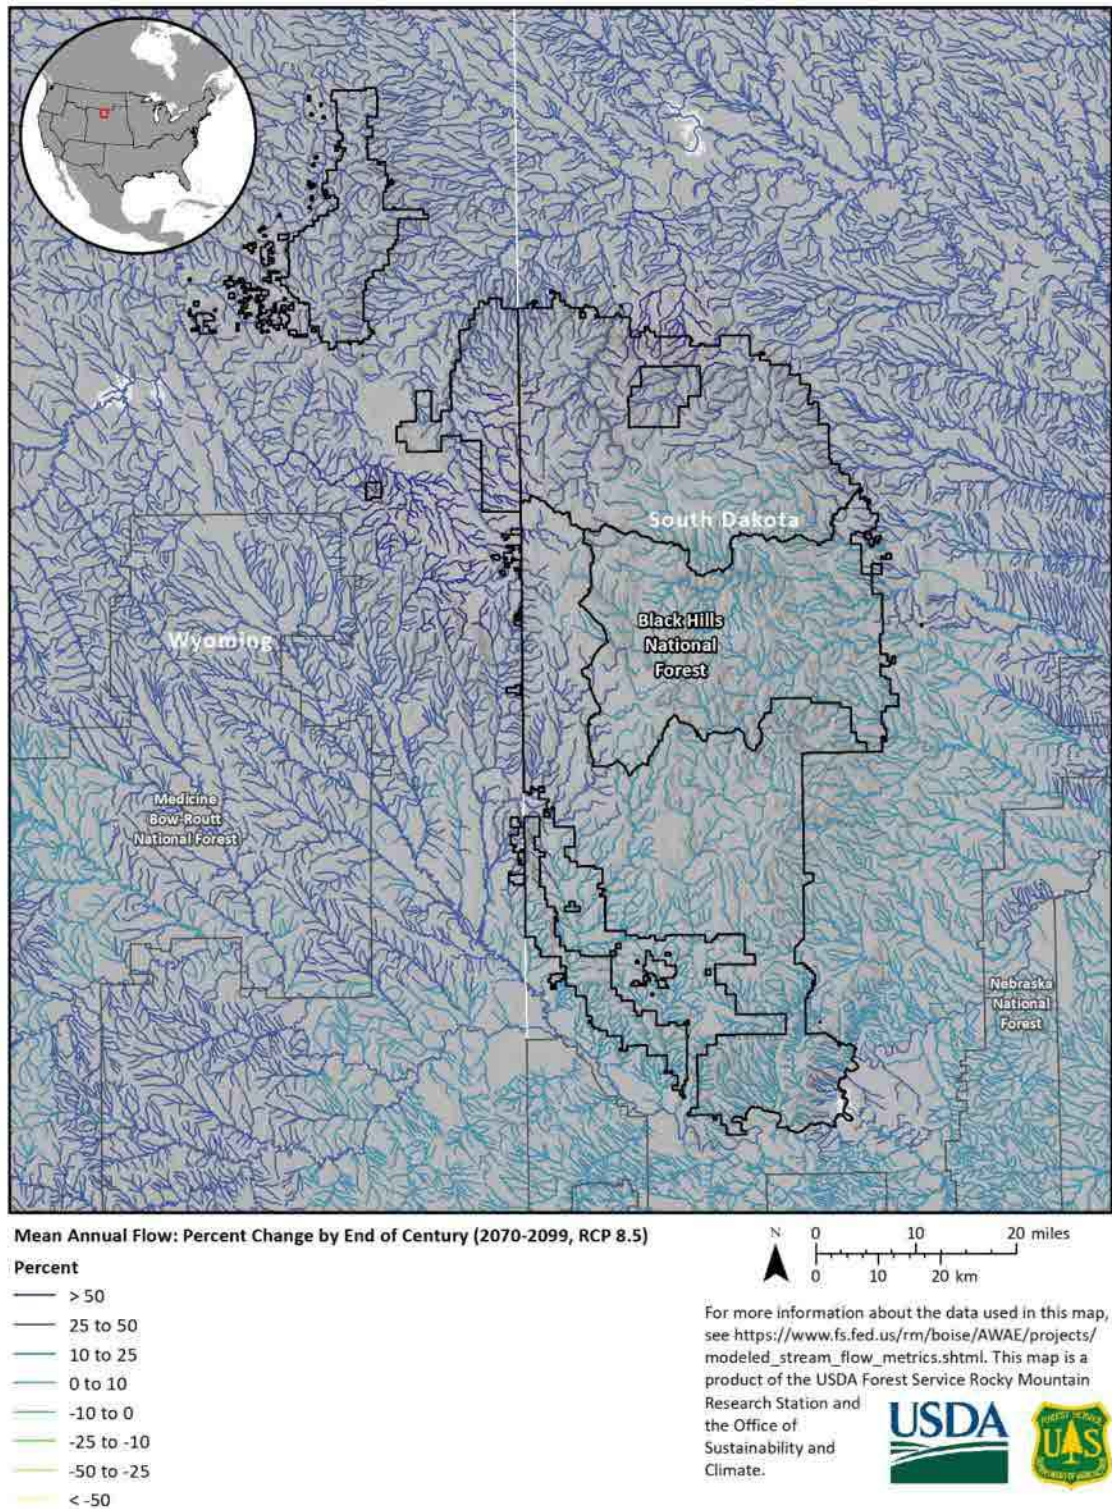 South Dakota
Black Hills
National
Forest
Wyoming
Medicine
Bow-Routt
National Forest
Nebraska
National
Forest
Mean Annual Flow: Percent Change by End of Century (2070-2099, RCP 8.5)
Percent
> 50
25 to 50
10 to 25
0 to 10
-10 to 0
-25 to -10
-50 to -25
< -50
N
0 10 20 miles
0 10 20 km
For more information about the data used in this map,
see https://www.fs.fed.us/rm/boise/AWAE/projects/
modeled_stream_flow_metrics.shtml. This map is a
product of the USDA Forest Service Rocky Mountain
Research Station and
the Office of
Sustainability and
Climate.
USDA
FOREST SERVICE
U S
DEPARTMENT OF AGRICULTURE